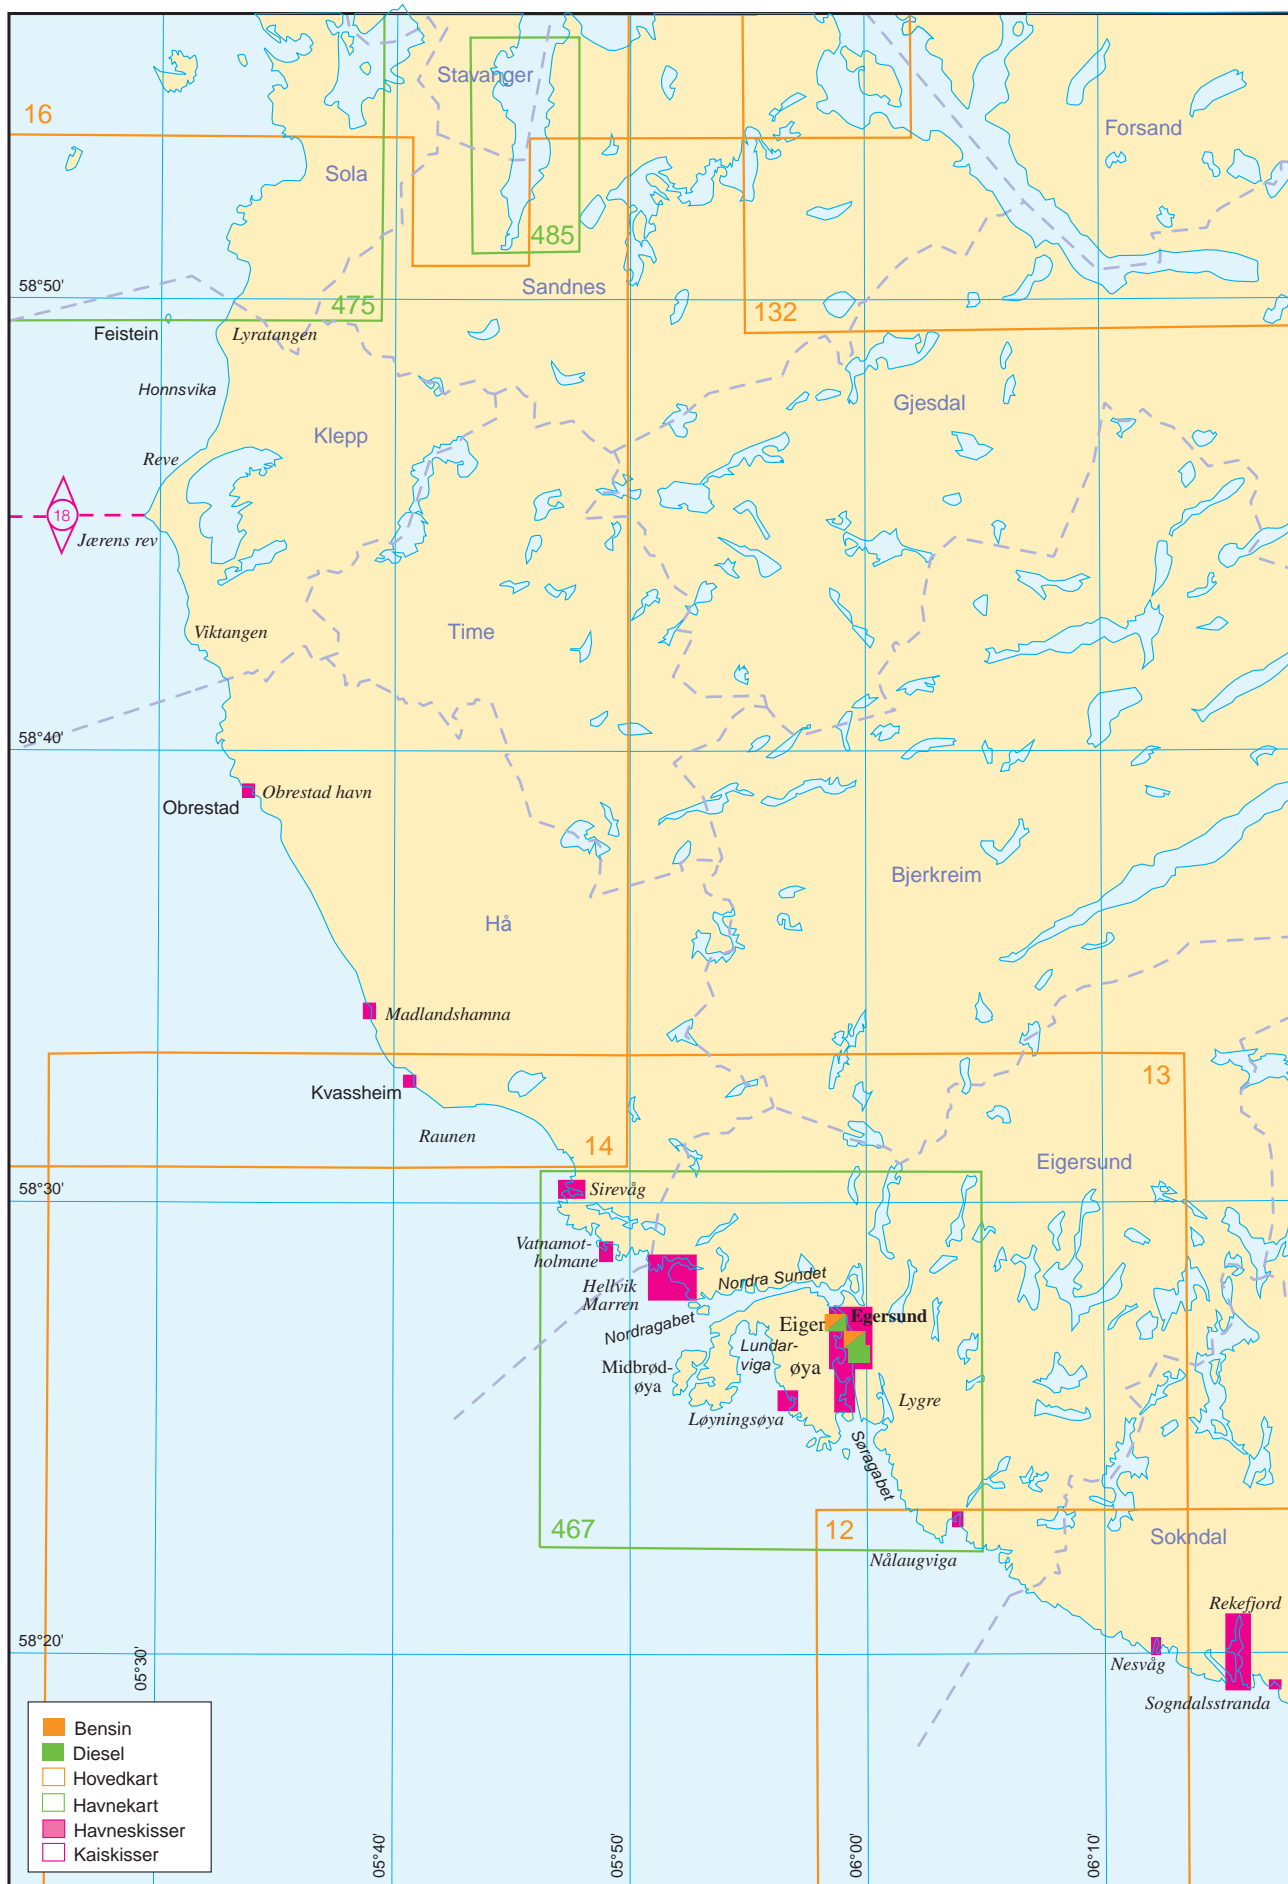 Stavanger
16
Forsand
Sola
485
Sandnes
58°50'
475
132
Feistein
Lyratangen
Honnsvika
Gjesdal
Klepp
Reve
18
Jærens rev
Viktangen
Time
58°40'
Obrestad havn
Obrestad
Bjerkreim
Hå
Madlandshamna
13
Kvassheim
Raunen
14
Eigersund
58°30'
Sirevåg
Vatnamot-
holmane
Hellvik
Marren
Nordra Sundet
Nordragabet
Egersund
Eiger
øya
Lundar-
viga
Midbrød-
øya
Løyningsøya
Lygre
Søragabet
467
12
Sokndal
Nålaugviga
Rekefjord
58°20'
Nesvåg
Sogndalsstranda
05°30'
Bensin
Diesel
Hovedkart
Havnekart
Havneskisser
Kaiskisser
05°40'
05°50'
06°00'
06°10'